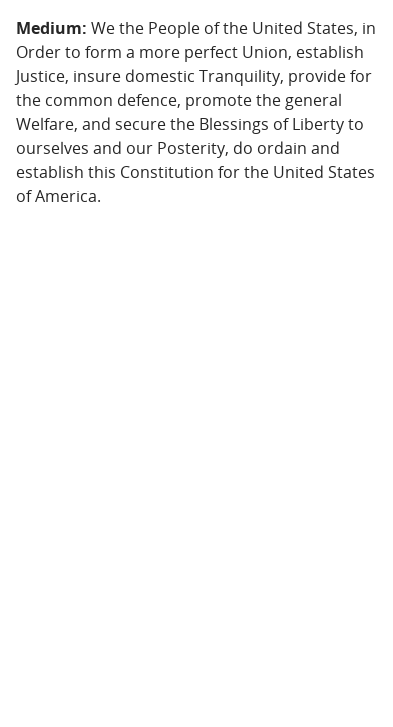 Medium: We the People of the United States, in
Order to form a more perfect Union, establish
Justice, insure domestic Tranquility, provide for
the common defence, promote the general
Welfare, and secure the Blessings of Liberty to
ourselves and our Posterity, do ordain and
establish this Constitution for the United States
of America.